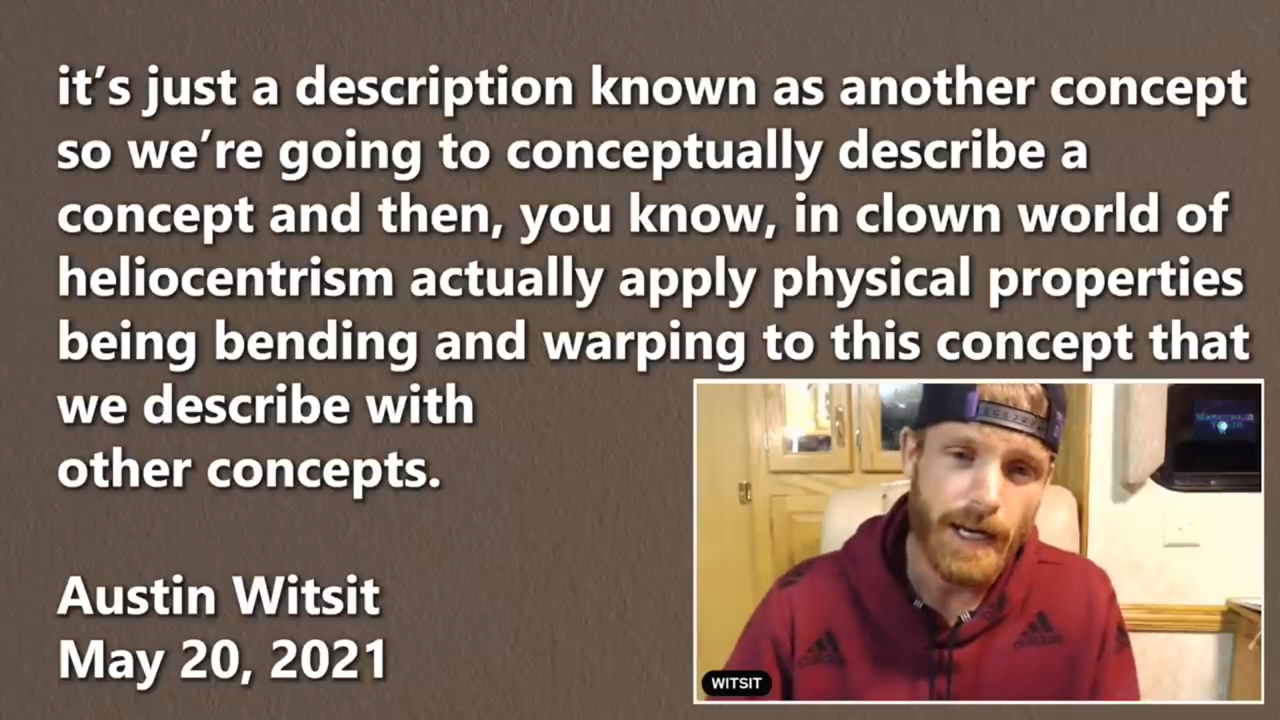 it’s just a description known as another concept
so we’re going to conceptually describe a
concept and then, you know, in clown world of
heliocentrism actually apply physical properties
being bending and warping to this concept that
we describe with
other concepts.
Austin Witsit
May 20, 2021
adidas
WITSIT